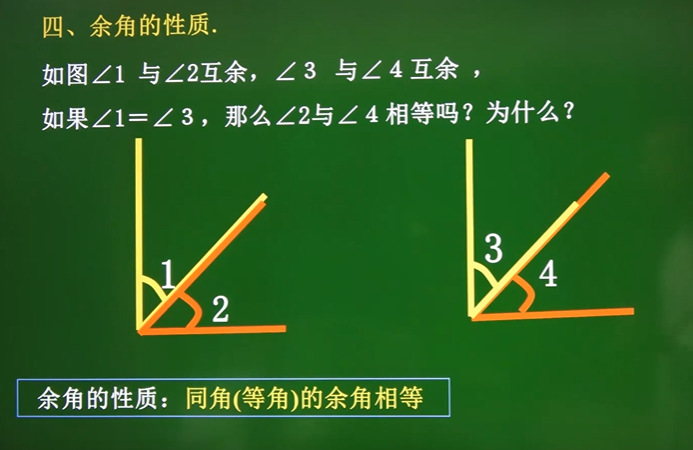 四、余角的性质.
如图∠1 与∠2互余，∠3 与∠4互余 ，
如果∠1＝∠3，那么∠2与∠4相等吗？为什么？
1
2
3
4
余角的性质：同角(等角)的余角相等